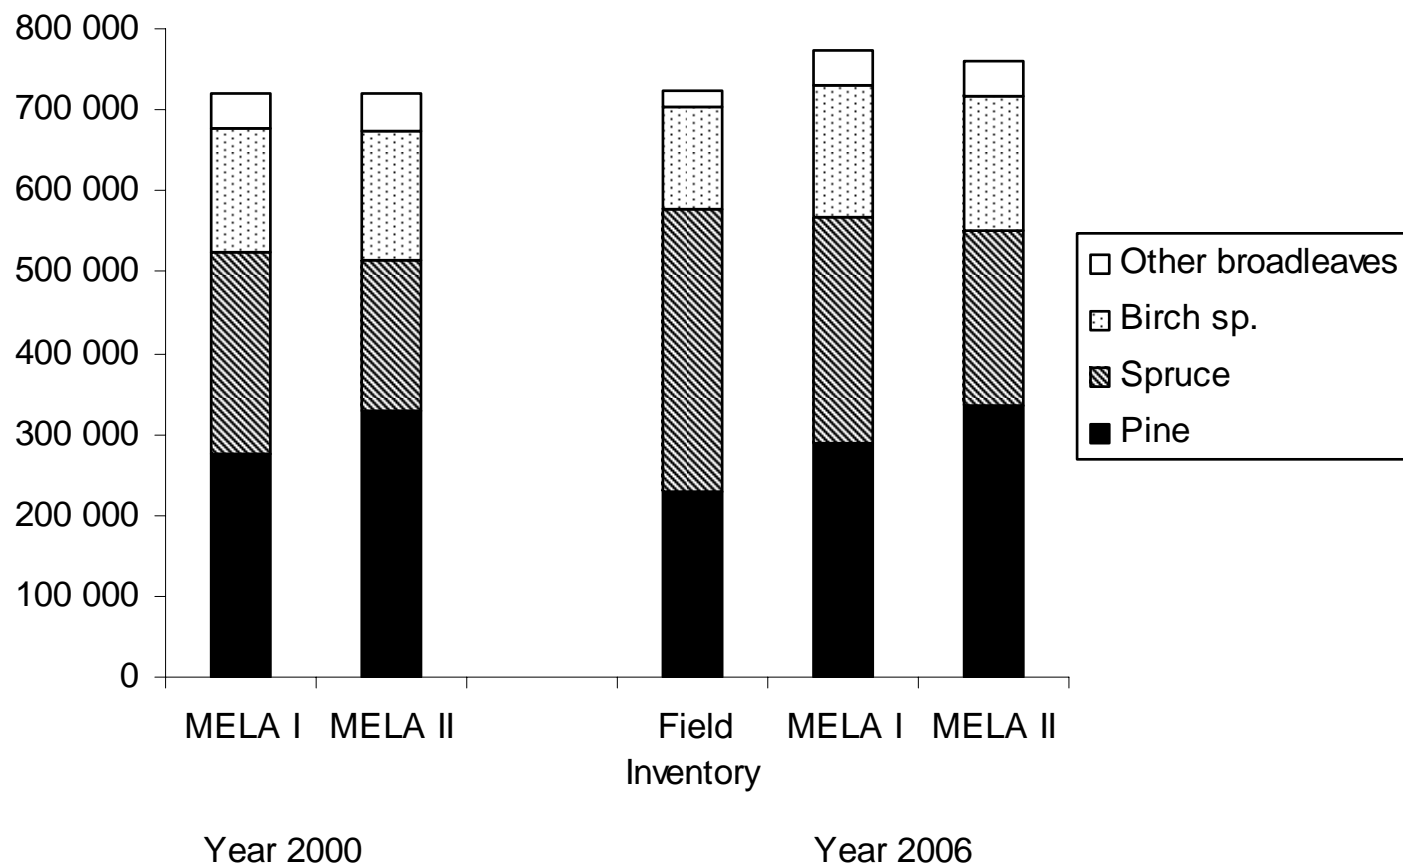 800 000
700 000
600 000
500 000
400 000
300 000
200 000
100 000
0
MELA I
MELA II
Field
Inventory
MELA I
MELA II
Year 2000
Year 2006
Other broadleaves
Birch sp.
Spruce
Pine